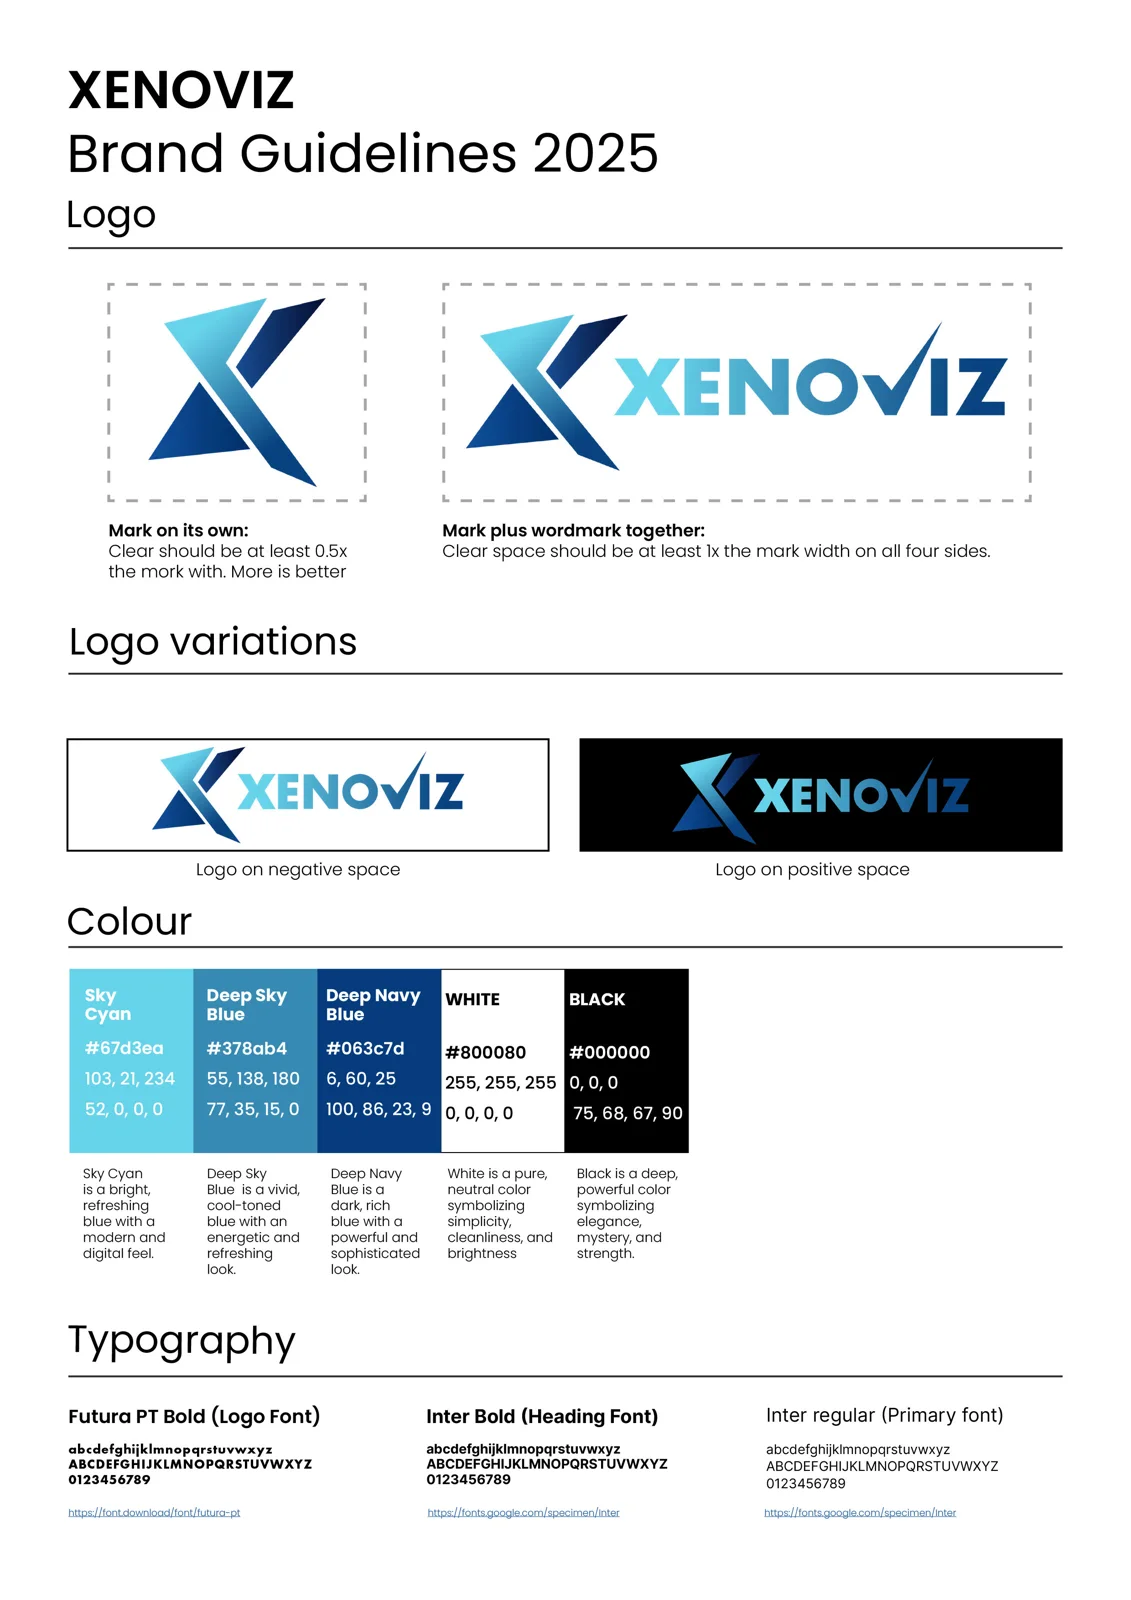 XENOVIZ
Brand Guidelines 2025
Logo
XENOVIZ
Mark on its own:
Clear should be at least 0.5x
the mork with. More is better
Mark plus wordmark together:
Clear space should be at least 1x the mark width on all four sides.
Logo variations
XENOVIZ
XENOVIZ
Logo on negative space
Logo on positive space
Colour
Sky
Cyan
#67d3ea
103, 21, 234
52, 0, 0, 0
Deep Sky
Blue
#378ab4
55, 138, 180
77, 35, 15, 0
Deep Navy
Blue
#063c7d
6, 60, 25
100, 86, 23, 9
WHITE
#800080
255, 255, 255
0, 0, 0, 0
BLACK
#000000
0, 0, 0
75, 68, 67, 90
Sky Cyan
is a bright,
refreshing
blue with a
modern and
digital feel.
Deep Sky
Blue is a vivid,
cool-toned
blue with an
energetic and
refreshing
look.
Deep Navy
Blue is a
dark, rich
blue with a
powerful and
sophisticated
look.
White is a pure,
neutral color
symbolizing
simplicity,
cleanliness, and
brightness
Black is a deep,
powerful color
symbolizing
elegance,
mystery, and
strength.
Typography
Futura PT Bold (Logo Font)
abcdefghijklmnopqrstuvwxyz
ABCDEFGHIJKLMNOPQRSTUVWXYZ
0123456789
https://font.download/font/futura-pt
Inter Bold (Heading Font)
abcdefghijklmnopqrstuvwxyz
ABCDEFGHIJKLMNOPQRSTUVWXYZ
0123456789
https://fonts.google.com/specimen/Inter
Inter regular (Primary font)
abcdefghijklmnopqrstuvwxyz
ABCDEFGHIJKLMNOPQRSTUVWXYZ
0123456789
https://fonts.google.com/specimen/Inter